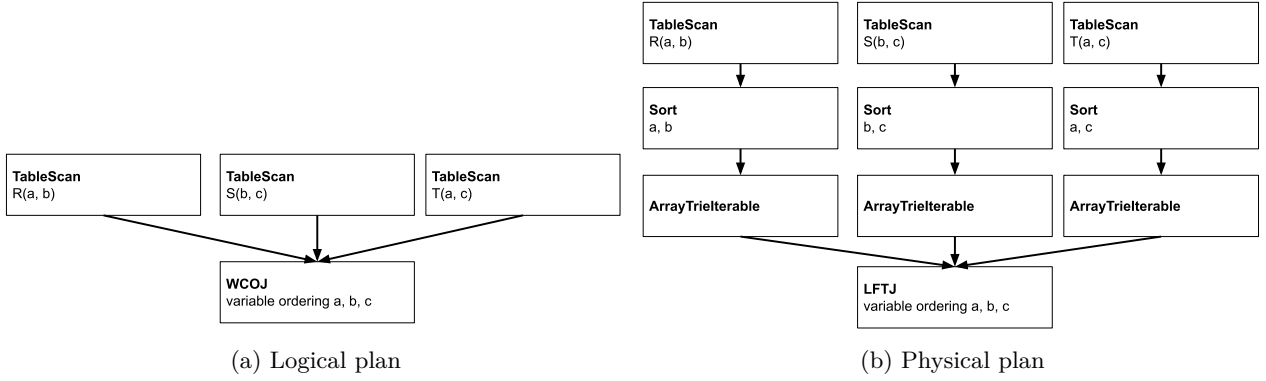 TableScan
R(a, b)
TableScan
S(b, c)
TableScan
T(a, c)
WCOJ
variable ordering a, b, c
(a) Logical plan
TableScan
R(a, b)
TableScan
S(b, c)
TableScan
T(a, c)
Sort
a, b
Sort
b, c
Sort
a, c
ArrayTrieIterable
ArrayTrieIterable
ArrayTrieIterable
LFTJ
variable ordering a, b, c
(b) Physical plan